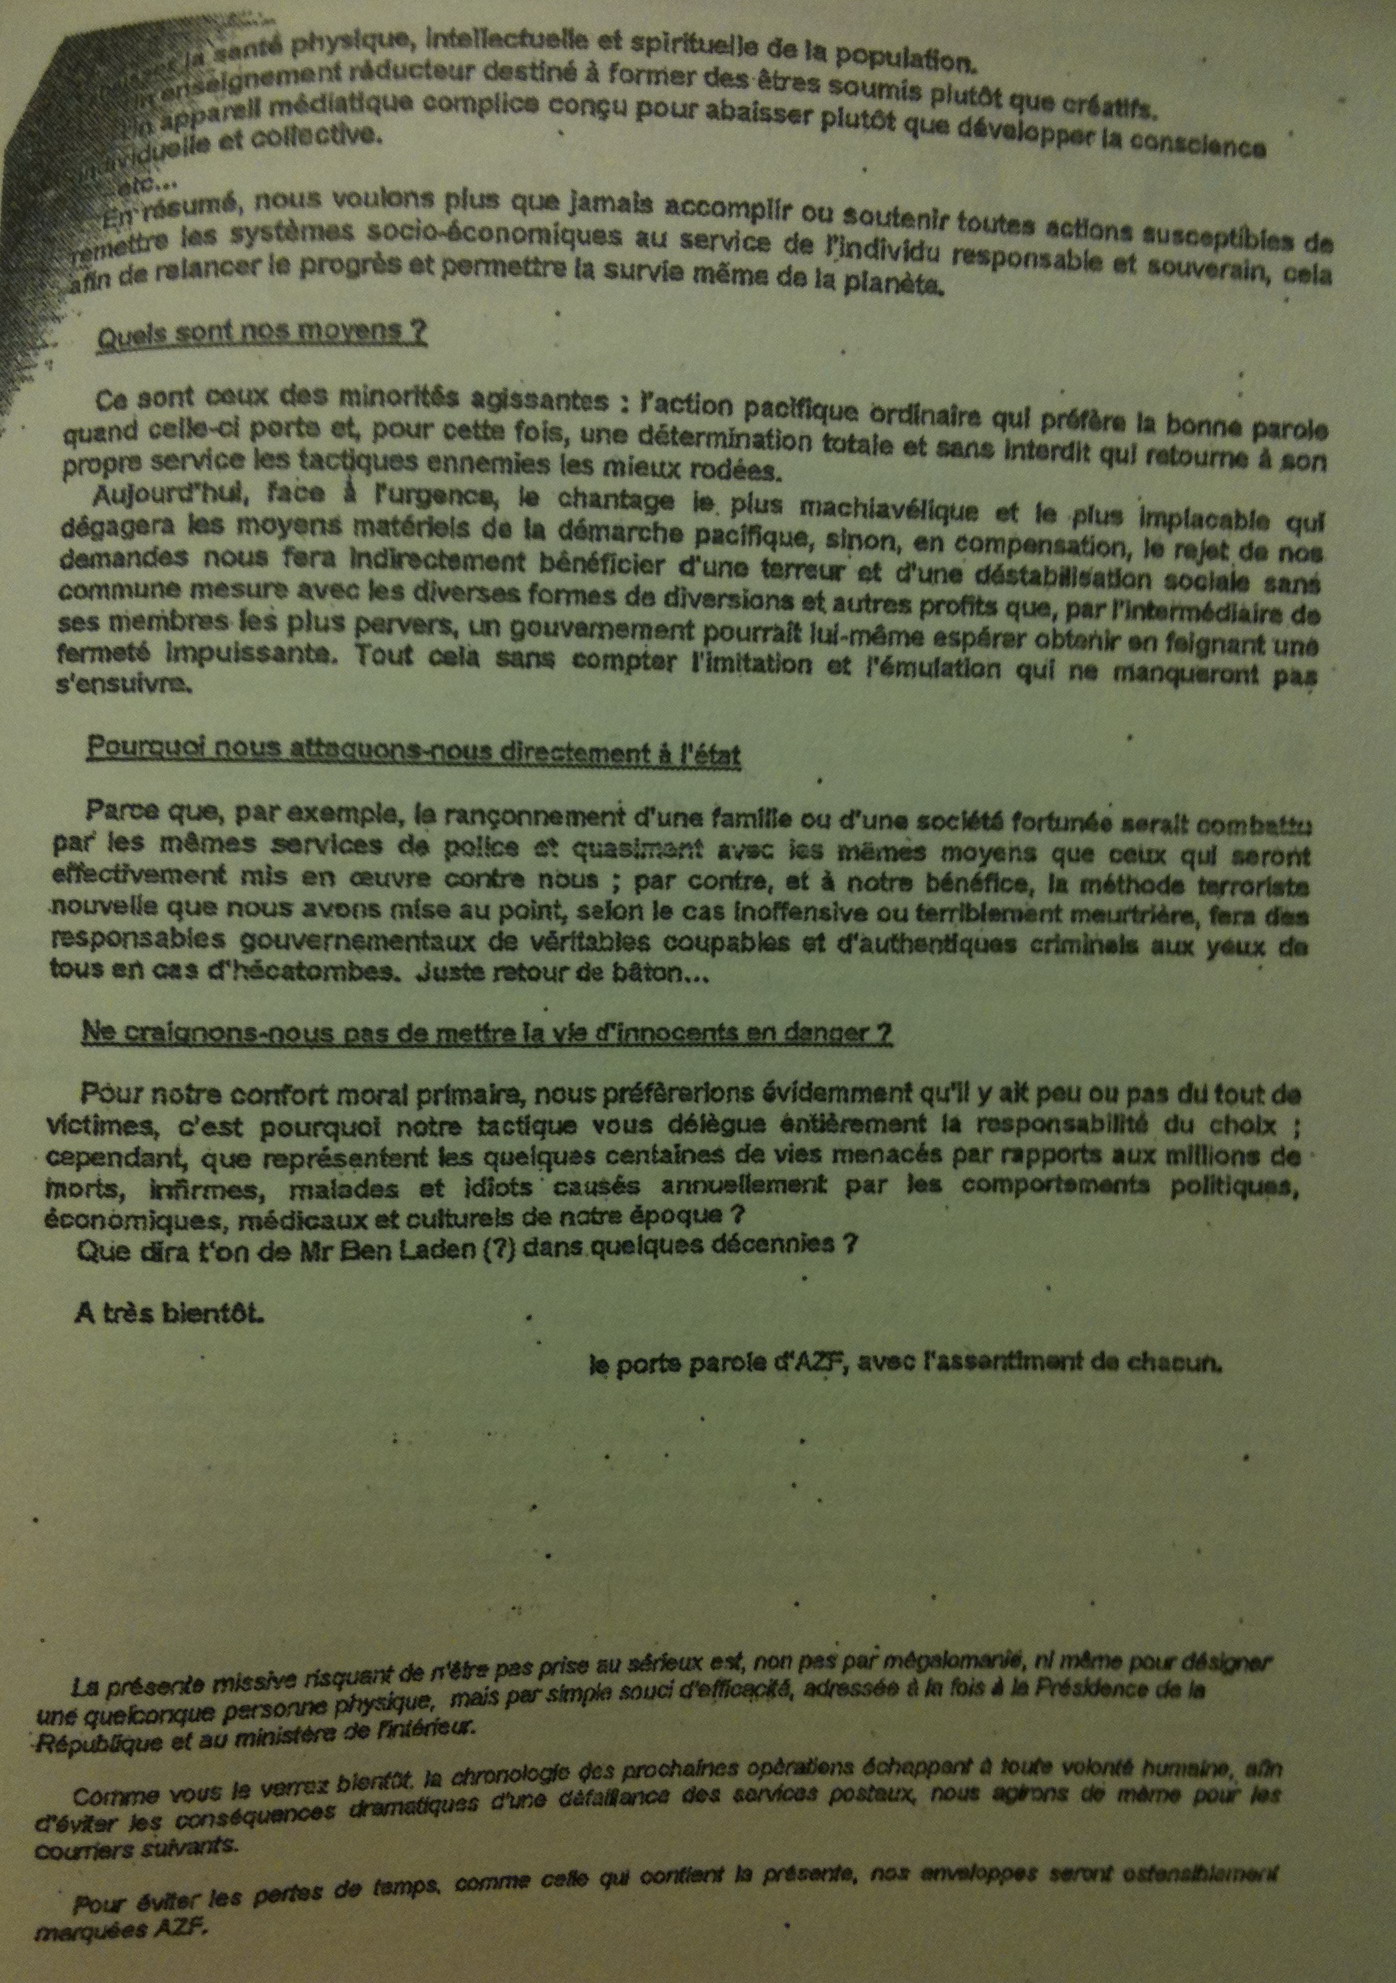 la santé physique, intellectuelle et spirituelle de la population.
enseignement réducteur destiné à former des êtres soumis plutôt que créatifs.
Un appareil médiatique complice conçu pour abaisser plutôt que développer la conscience
individuelle et collective.
etc...
En résumé, nous voulons plus que jamais accomplir ou soutenir toutes actions susceptibles de
remettre les systèmes socio-économiques au service de l'individu responsable et souverain, cela
afin de relancer le progrès et permettre la survie même de la planète.
Quels sont nos moyens ?
Ce sont ceux des minorités agissantes : l'action pacifique ordinaire qui préfère la bonne parole
quand celle-ci porte et, pour cette fois, une détermination totale et sans interdit qui retourne à son
propre service les tactiques ennemies les mieux rodées.
Aujourd'hui, face à l'urgence, le chantage le plus machiavélique et le plus implacable qui
dégagera les moyens matériels de la démarche pacifique, sinon, en compensation, le rejet de nos
demandes nous fera indirectement bénéficier d'une terreur et d'une déstabilisation sociale sans
commune mesure avec les diverses formes de diversions et autres profits que, par l'intermédiaire de
ses membres les plus pervers, un gouvernement pourrait lui-même espérer obtenir en feignant une
fermeté impuissante. Tout cela sans compter l'imitation et l'émulation qui ne manqueront pas
s'ensuivre.
Pourquoi nous attaquons-nous directement à l'état
Parce que, par exemple, le rançonnement d'une famille ou d'une société fortunée serait combattu
par les mêmes services de police et quasiment avec les mêmes moyens que ceux qui seront
effectivement mis en œuvre contre nous ; par contre, et à notre bénéfice, la méthode terroriste
nouvelle que nous avons mise au point, selon le cas inoffensive ou terriblement meurtrière, fera des
responsables gouvernementaux de véritables coupables et d'authentiques criminels aux yeux de
tous en cas d'hécatombes. Juste retour de bâton...
Ne craignons-nous pas de mettre la vie d'innocents en danger ?
Pour notre confort moral primaire, nous préfèrerions évidemment qu'il y ait peu ou pas du tout de
victimes, c'est pourquoi notre tactique vous délègue entièrement la responsabilité du choix ;
cependant, que représentent les quelques centaines de vies menacés par rapports aux millions de
morts, infirmes, malades et idiots causés annuellement par les comportements politiques,
économiques, médicaux et culturels de notre époque ?
Que dira t'on de Mr Ben Laden (?) dans quelques décennies ?
A très bientôt.
le porte parole d'AZF, avec l'assentiment de chacun.
La présente missive risquant de n'être pas prise au sérieux est, non pas par mégalomanie, ni même pour désigner
une quelconque personne physique, mais par simple souci d'efficacité, adressée à la fois à la Présidence de la
République et au ministère de l'intérieur.
Comme vous le verrez bientôt, la chronologie des prochaines opérations échappant à toute volonté humaine, afin
d'éviter les conséquences dramatiques d'une défaillance des services postaux, nous agirons de même pour les
courriers suivants.
Pour éviter les pertes de temps, comme celle qui contient la présente, nos enveloppes seront ostensiblement
marquées AZF.